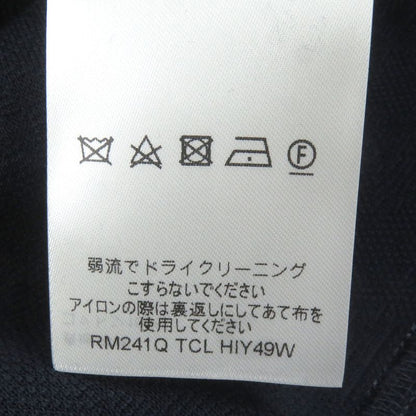 F
弱流でドライクリーニング
こすらないでください
アイロンの際は裏返しにしてあて布を
使用してください
RM241Q TCL HIY49W